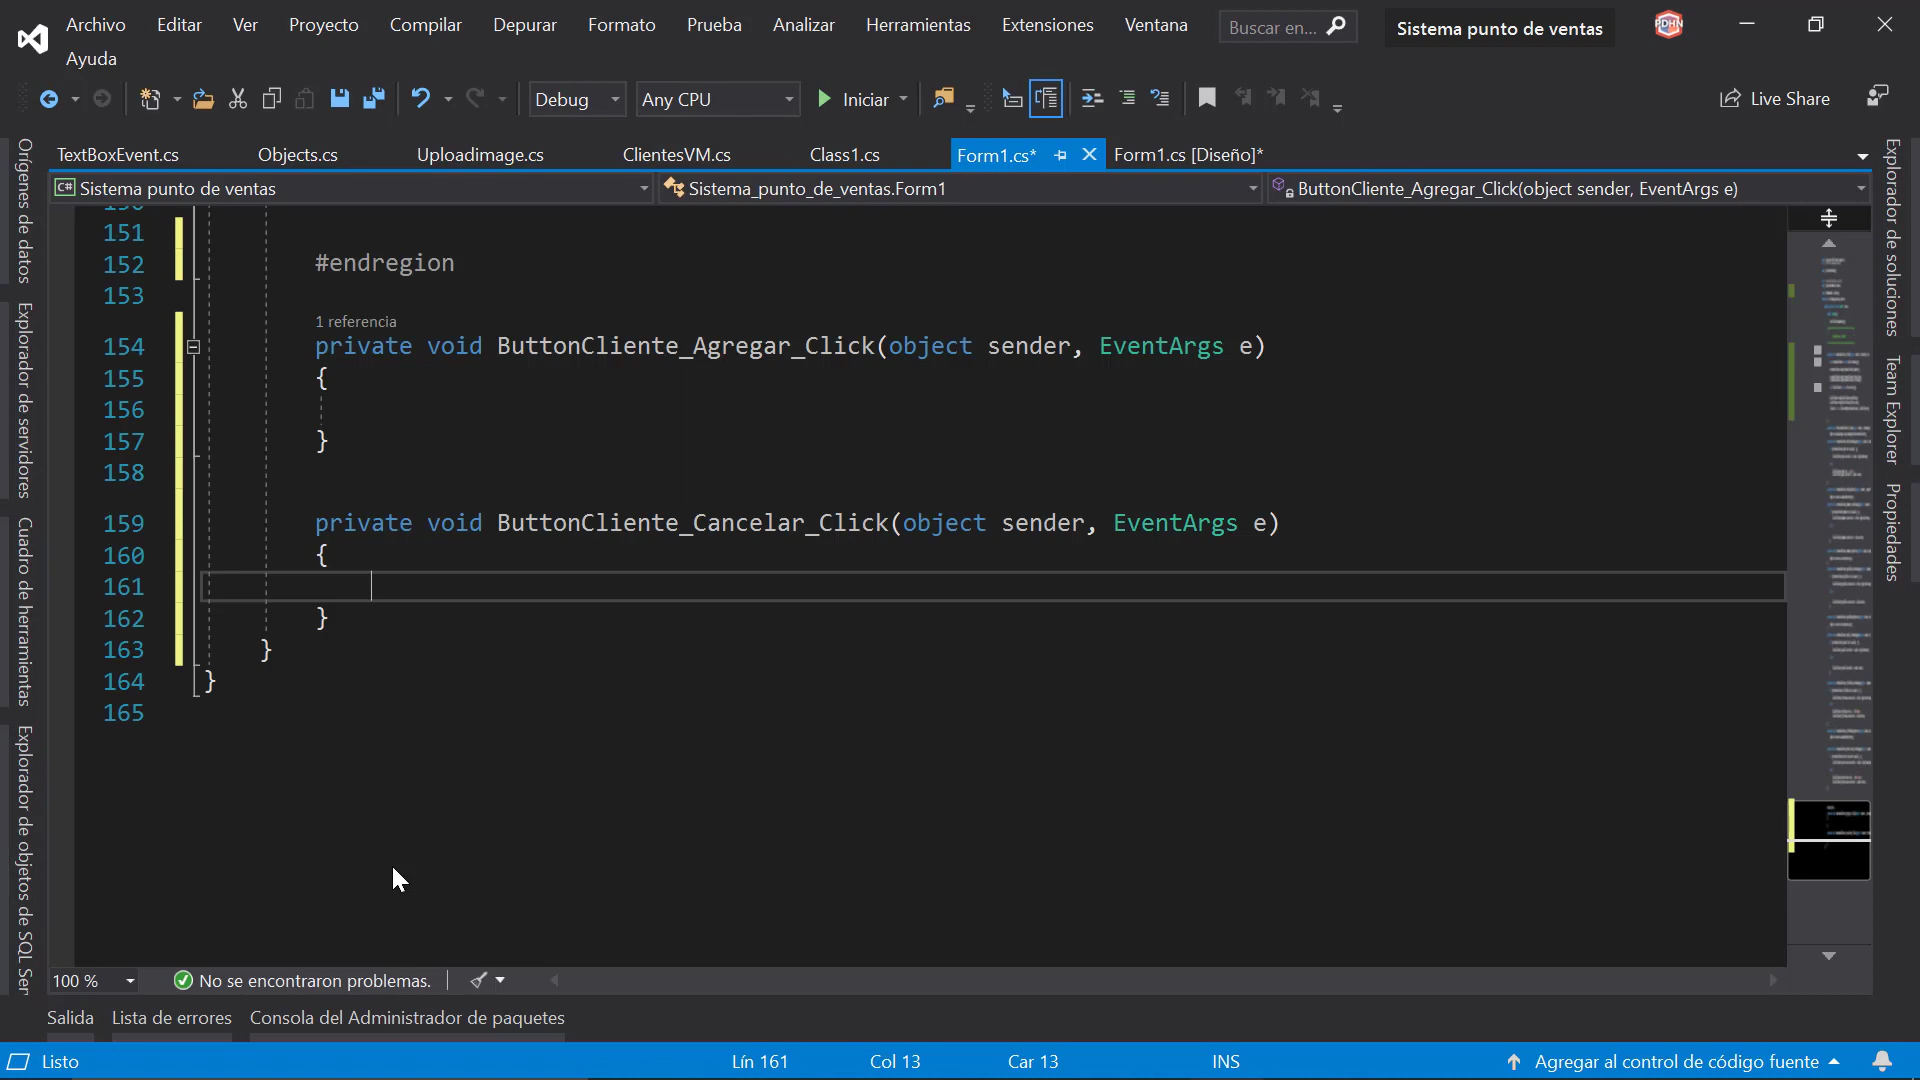 Archivo Editar Ver Proyecto Compilar Depurar Formato Prueba Analizar Herramientas Extensiones Ventana Buscar en... Sistema punto de ventas PDHN
Ayuda
Debug Any CPU Iniciar Live Share
TextBoxEvent.cs Objects.cs Uploadimage.cs ClientesVM.cs Class1.cs Form1.cs* Form1.cs [Diseño]*
C# Sistema punto de ventas Sistema_punto_de_ventas.Form1 ButtonCliente_Agregar_Click(object sender, EventArgs e)
151
152 #endregion
153
1 referencia
154 private void ButtonCliente_Agregar_Click(object sender, EventArgs e)
155 {
156
157 }
158
159 private void ButtonCliente_Cancelar_Click(object sender, EventArgs e)
160 {
161
162 }
163 }
164 }
165
Orígenes de datos
Explorador de servidores
Cuadro de herramientas
Explorador de objetos de SQL Ser
Explorador de soluciones
Team Explorer
Propiedades
100 % No se encontraron problemas.
Salida Lista de errores Consola del Administrador de paquetes
Listo Lín 161 Col 13 Car 13 INS Agregar al control de código fuente